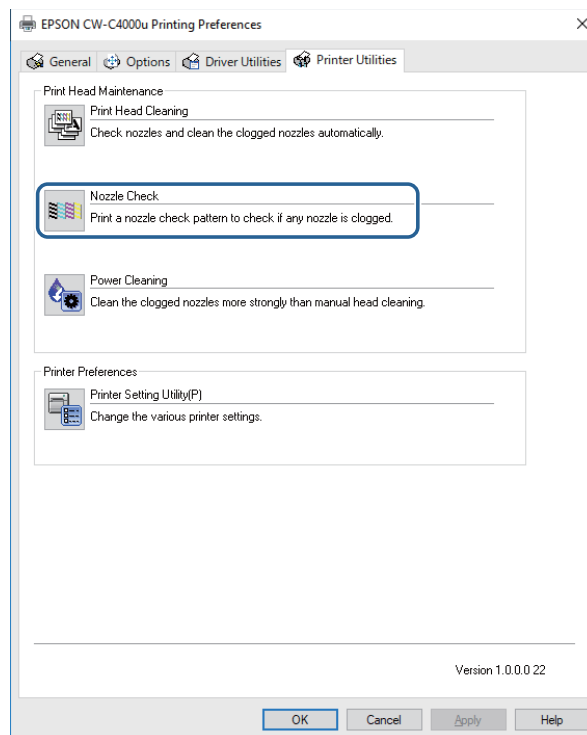 EPSON CW-C4000u Printing Preferences
General Options Driver Utilities Printer Utilities
Print Head Maintenance
Print Head Cleaning
Check nozzles and clean the clogged nozzles automatically.
Nozzle Check
Print a nozzle check pattern to check if any nozzle is clogged.
Power Cleaning
Clean the clogged nozzles more strongly than manual head cleaning.
Printer Preferences
Printer Setting Utility(P)
Change the various printer settings.
Version 1.0.0.0 22
OK Cancel Apply Help